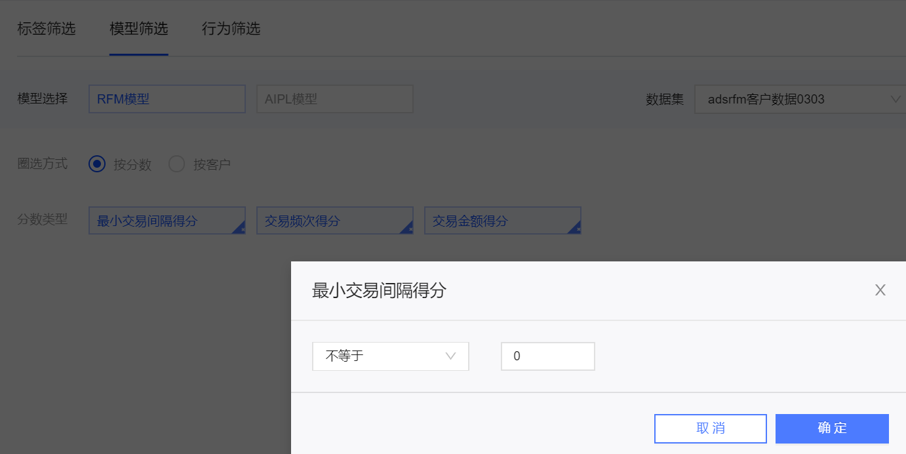 标签筛选 模型筛选 行为筛选
模型选择 RFM模型 AIPL模型 数据集 adsrfm客户数据0303
圈选方式 按分数 按客户
分数类型 最小交易间隔得分 交易频次得分 交易金额得分
最小交易间隔得分
不等于 0
取消 确定